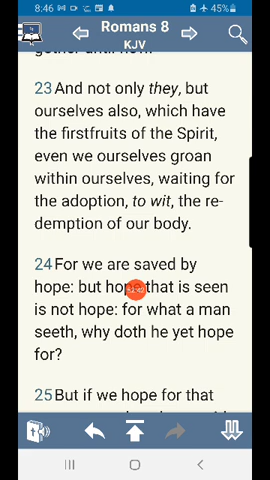 8:46 45%
Romans 8
KJV
23 And not only they, but
ourselves also, which have
the firstfruits of the Spirit,
even we ourselves groan
within ourselves, waiting for
the adoption, to wit, the re-
demption of our body.
24 For we are saved by
hope: but hope that is seen
is not hope: for what a man
seeth, why doth he yet hope
for?
25 But if we hope for that